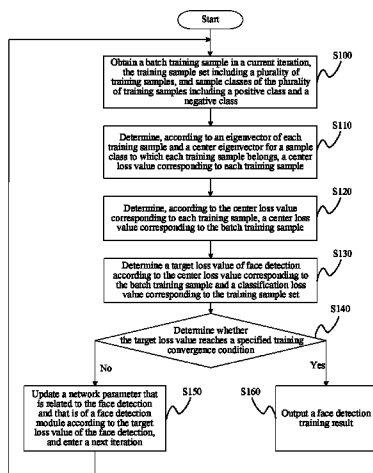 Start
S100
Obtain a batch training sample in a current iteration,
the training sample set including a plurality of
training samples, and sample classes of the plurality
of training samples including a positive class and a
negative class
S110
Determine, according to an eigenvector of each
training sample and a center eigenvector for a sample
class to which each training sample belongs, a center
loss value corresponding to each training sample
S120
Determine, according to the center loss value
corresponding to each training sample, a center loss
value corresponding to the batch training sample
S130
Determine a target loss value of face detection
according to the center loss value corresponding to
the batch training sample and a classification loss
value corresponding to the training sample set
S140
Determine whether
the target loss value reaches a specified training
convergence condition
No
Yes
S150
Update a network parameter that
is related to the face detection
and that is of a face detection
module according to the target
loss value of the face detection,
and enter a next iteration
S160
Output a face detection
training result